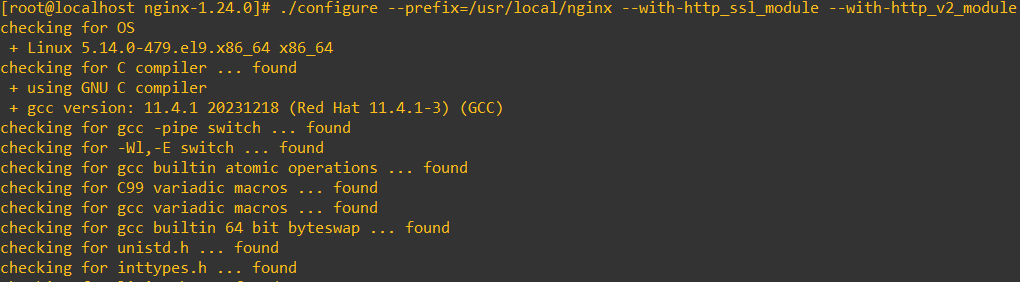 [root@localhost nginx-1.24.0]# ./configure --prefix=/usr/local/nginx --with-http_ssl_module --with-http_v2_module
checking for OS
 + Linux 5.14.0-479.el9.x86_64 x86_64
checking for C compiler ... found
 + using GNU C compiler
 + gcc version: 11.4.1 20231218 (Red Hat 11.4.1-3) (GCC)
checking for gcc -pipe switch ... found
checking for -Wl,-E switch ... found
checking for gcc builtin atomic operations ... found
checking for C99 variadic macros ... found
checking for gcc variadic macros ... found
checking for gcc builtin 64 bit byteswap ... found
checking for unistd.h ... found
checking for inttypes.h ... found